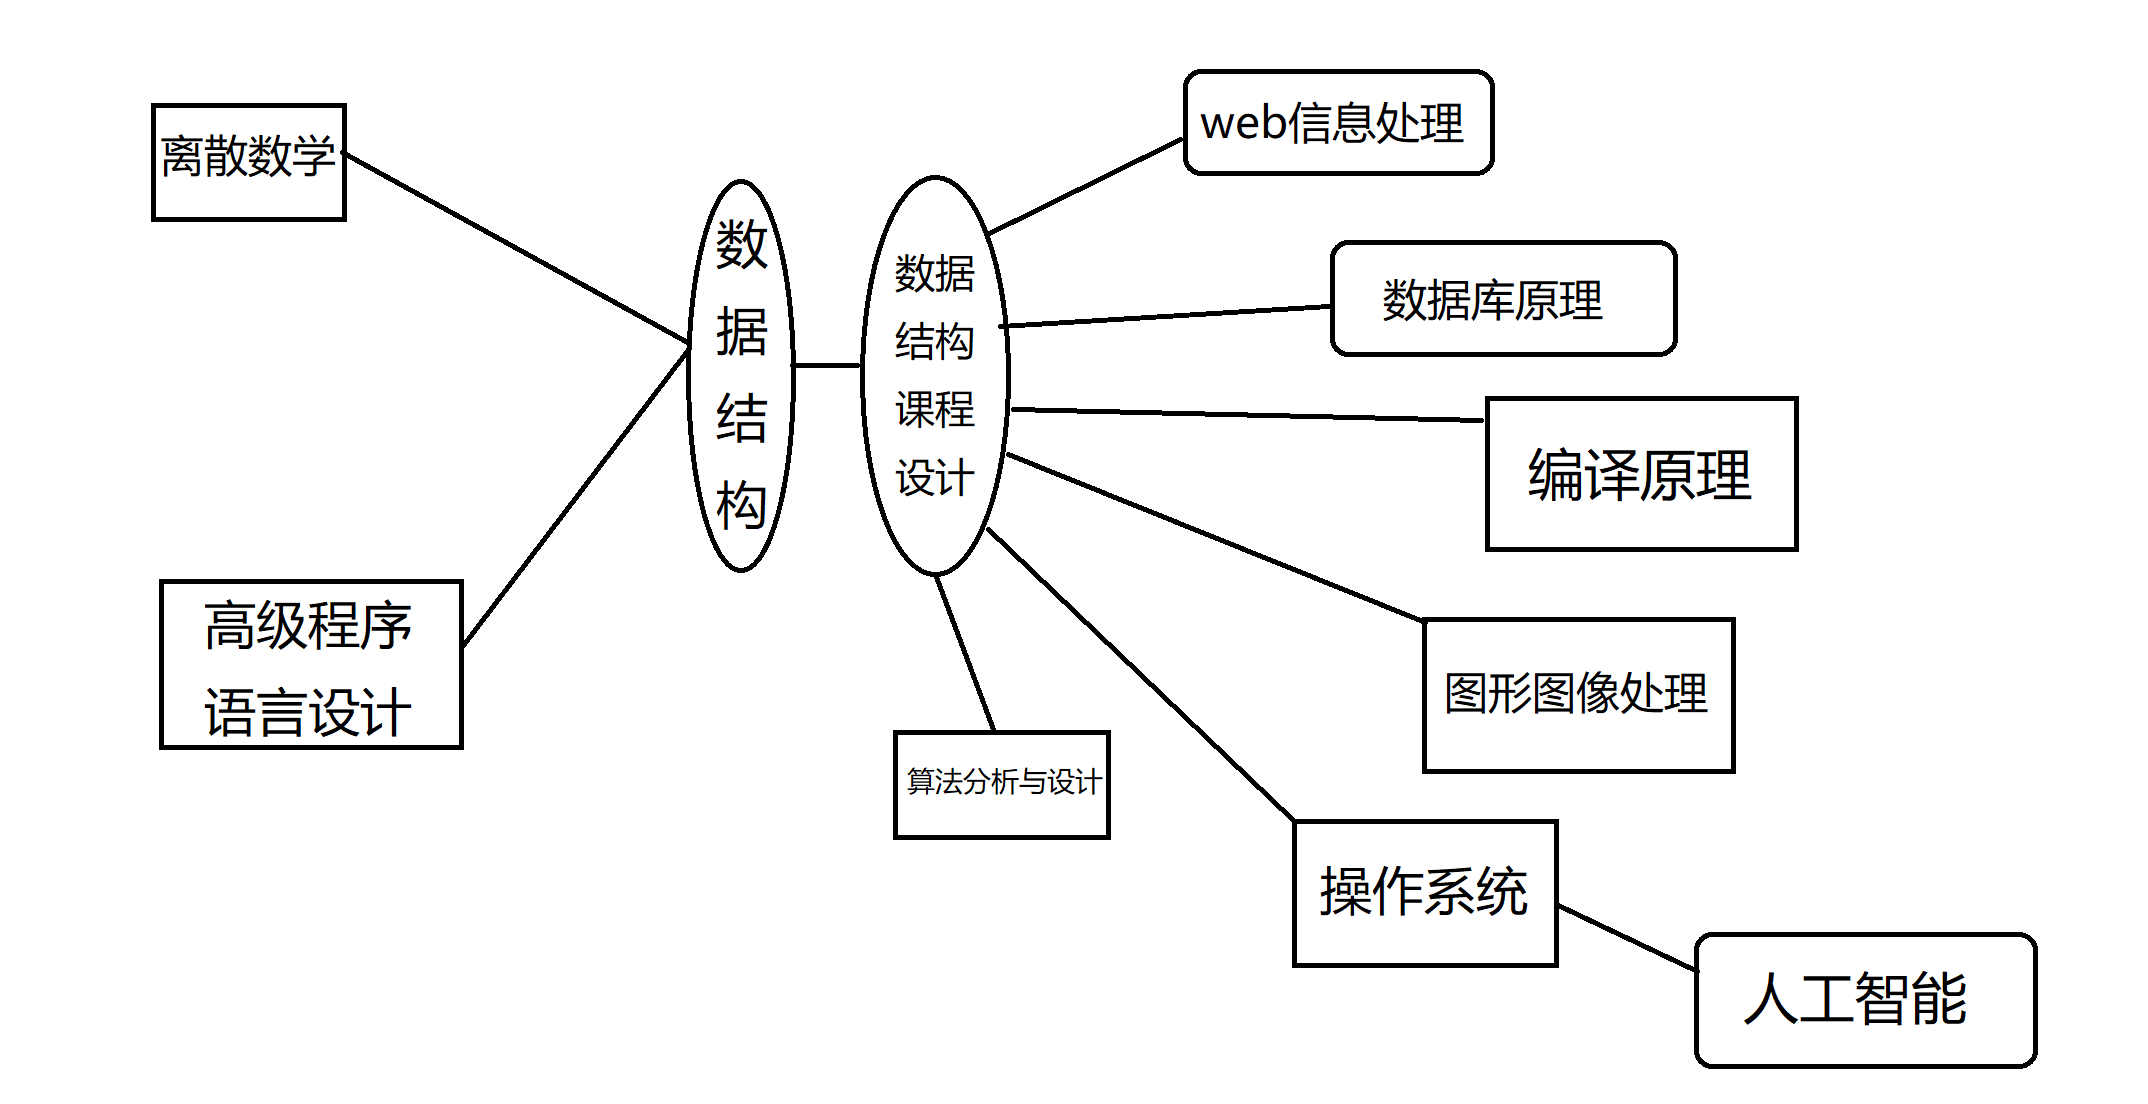 离散数学
高级程序
语言设计
数
据
结
构
数据
结构
课程
设计
web信息处理
数据库原理
编译原理
图形图像处理
算法分析与设计
操作系统
人工智能